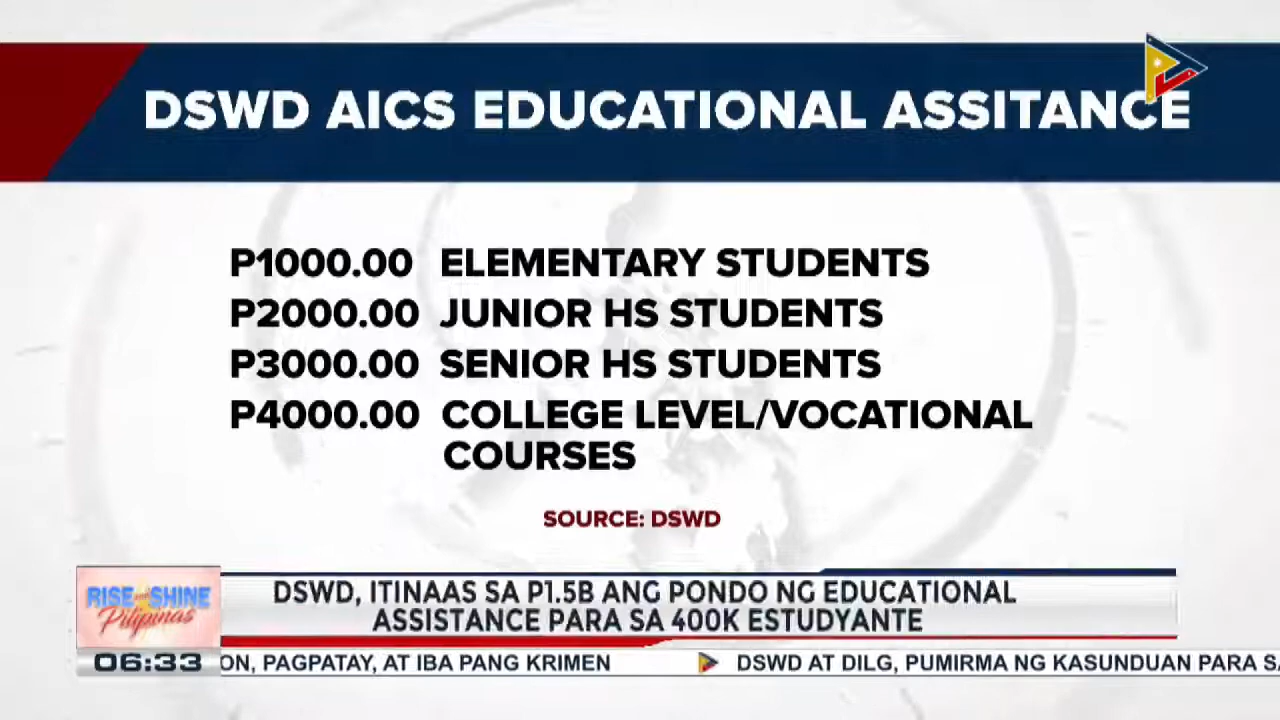 DSWD AICS EDUCATIONAL ASSITANCE
P1000.00 ELEMENTARY STUDENTS
P2000.00 JUNIOR HS STUDENTS
P3000.00 SENIOR HS STUDENTS
P4000.00 COLLEGE LEVEL/VOCATIONAL
COURSES
SOURCE: DSWD
RISE and SHINE
Pilipinas
DSWD, ITINAAS SA P1.5B ANG PONDO NG EDUCATIONAL
ASSISTANCE PARA SA 400K ESTUDYANTE
06:33 ON, PAGPATAY, AT IBA PANG KRIMEN DSWD AT DILG, PUMIRMA NG KASUNDUAN PARA SA